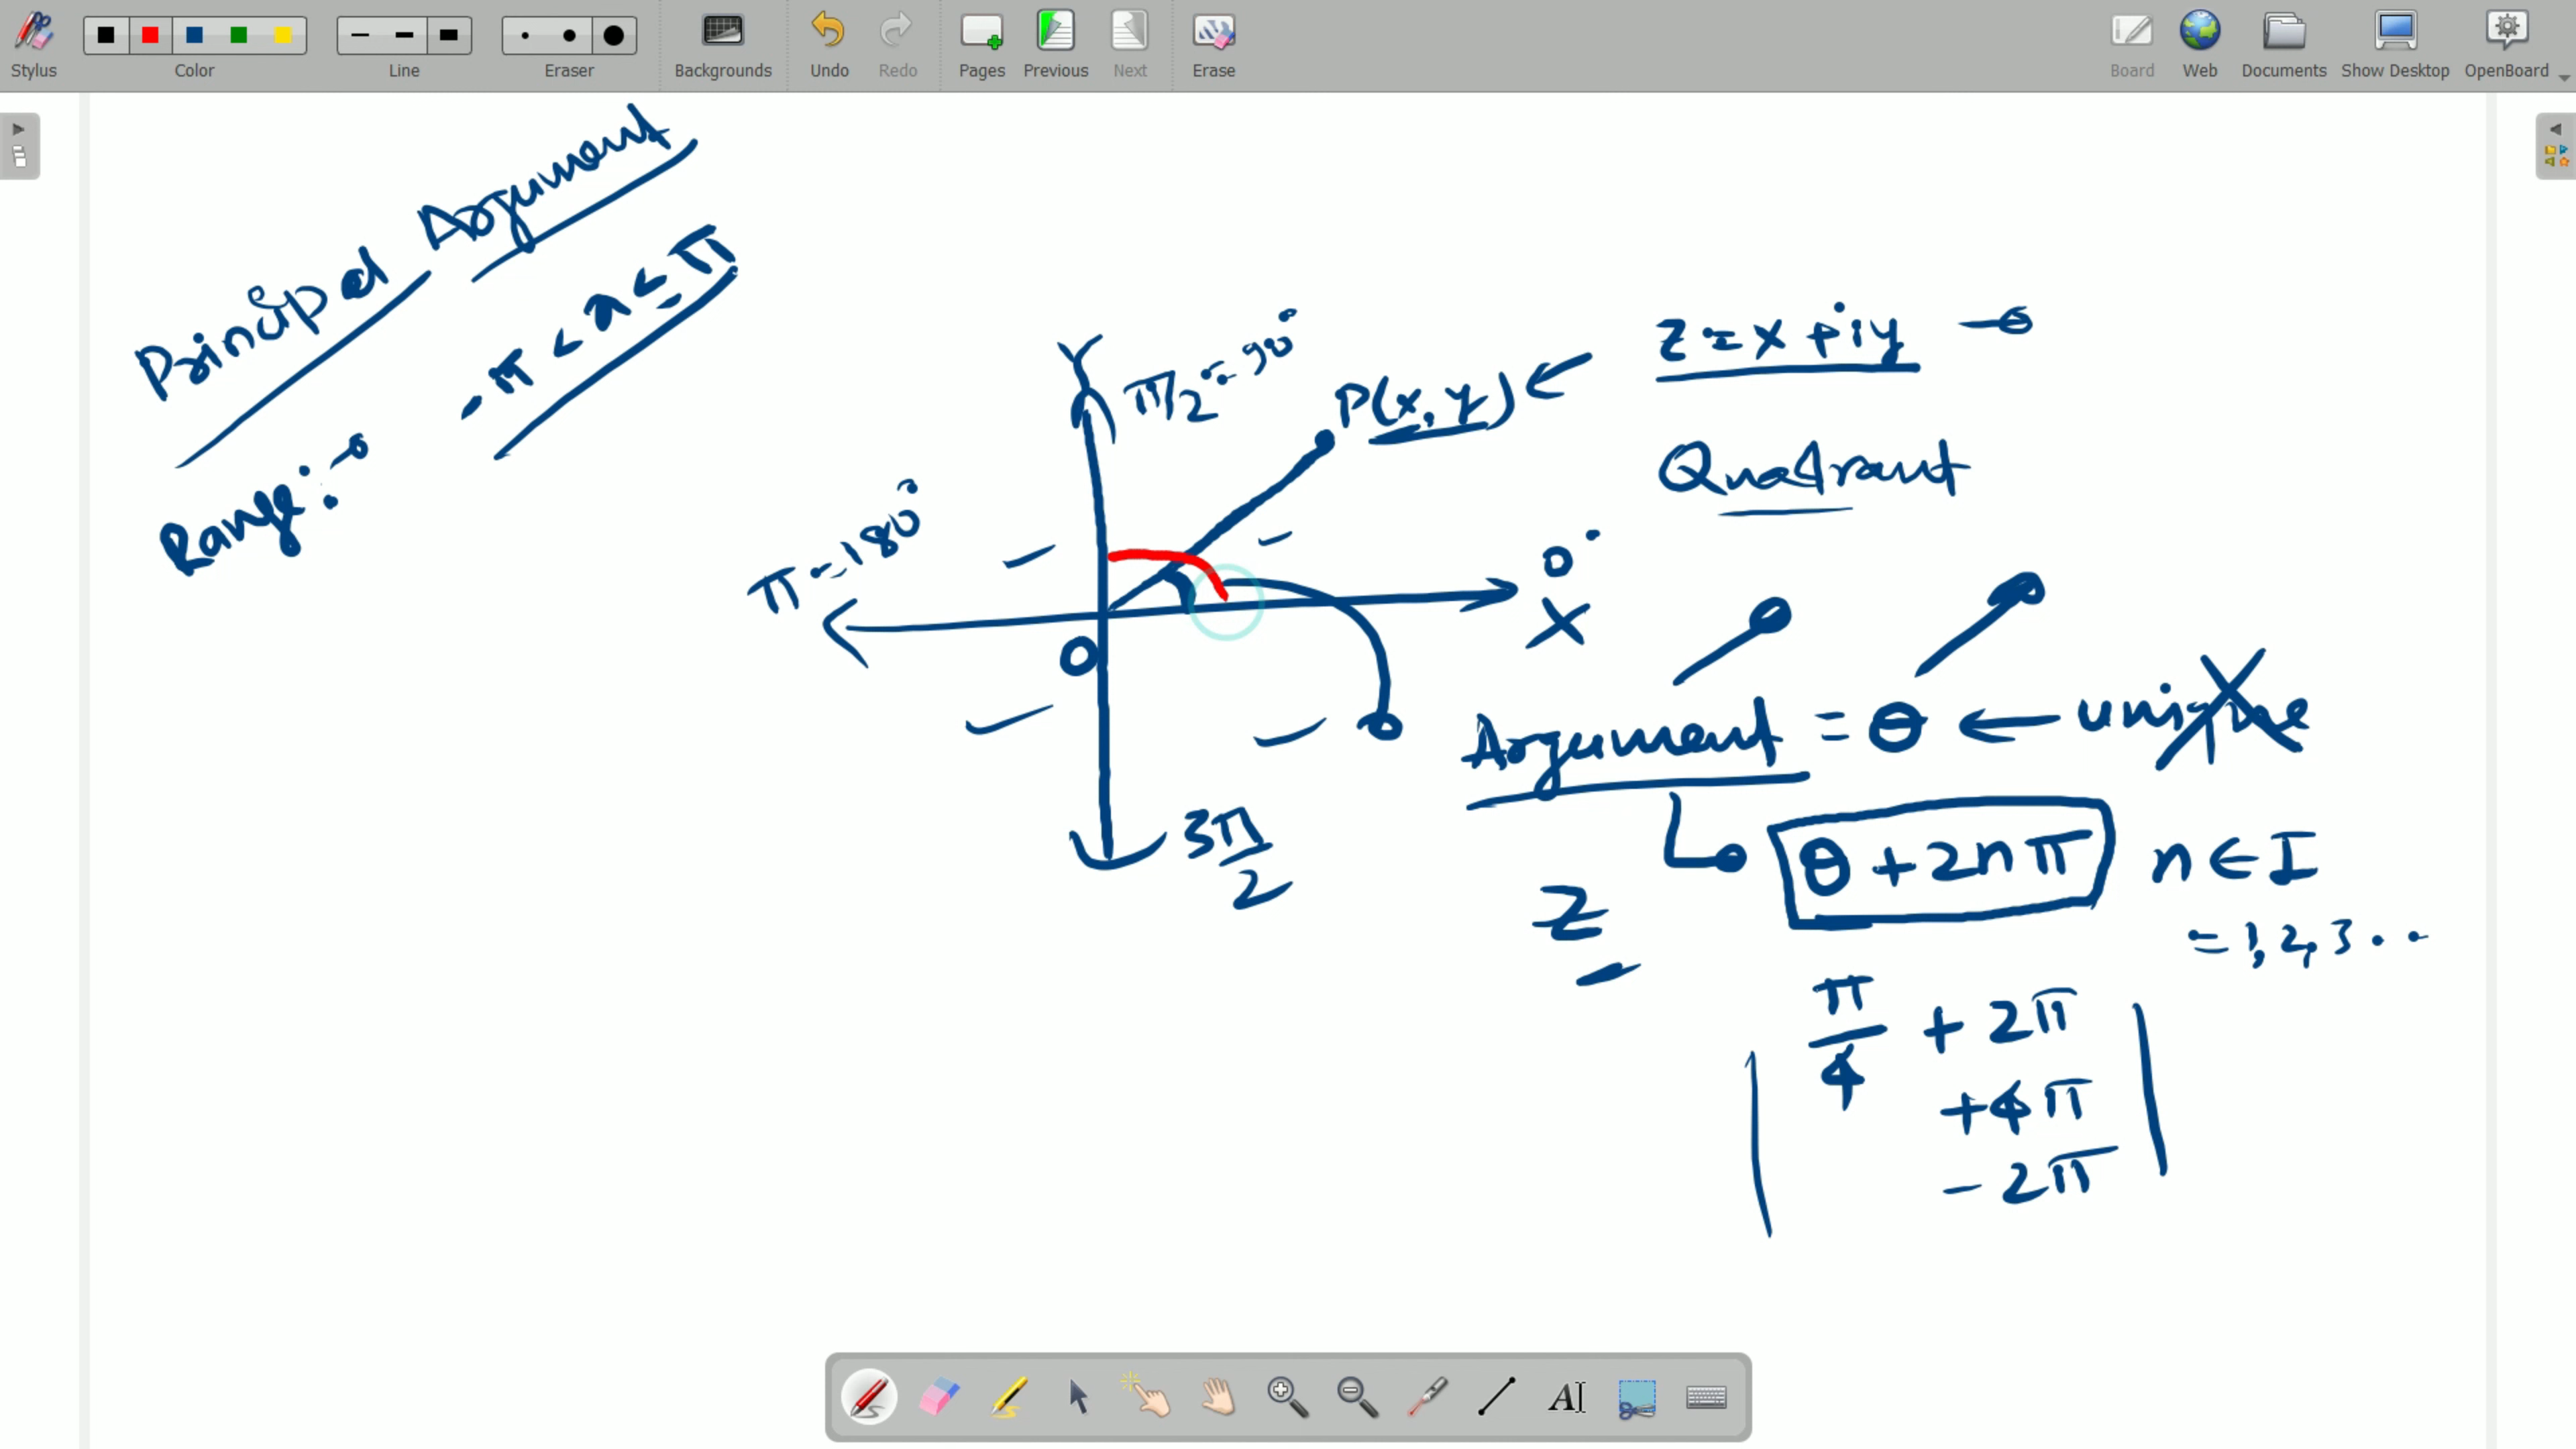 Stylus
Color
Line
Eraser
Backgrounds
Undo
Redo
Pages
Previous
Next
Erase
Board
Web
Documents
Show Desktop
OpenBoard
Principal Argument
Range:→ -π < x ≤ π
Y
π/2 = 90°
P(x, y) ←
z = x + iy →
Quadrant
π = 180°
0°
X
O
3π/2
Argument = θ ← unique
θ + 2nπ n ∈ I
= 1, 2, 3 . .
z
π/4 + 2π
+4π
- 2π